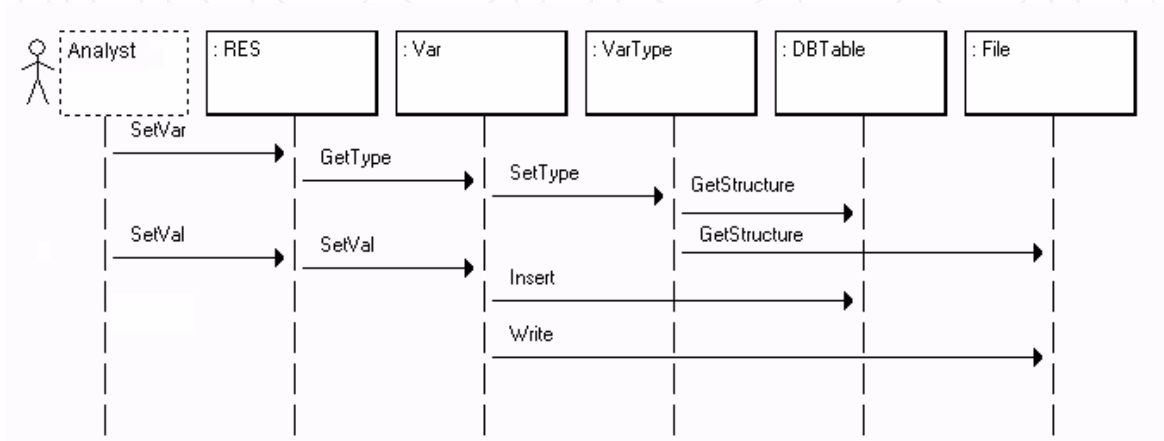 Analyst
: RES
: Var
: VarType
: DBTable
: File
SetVar
GetType
SetType
GetStructure
GetStructure
SetVal
SetVal
Insert
Write